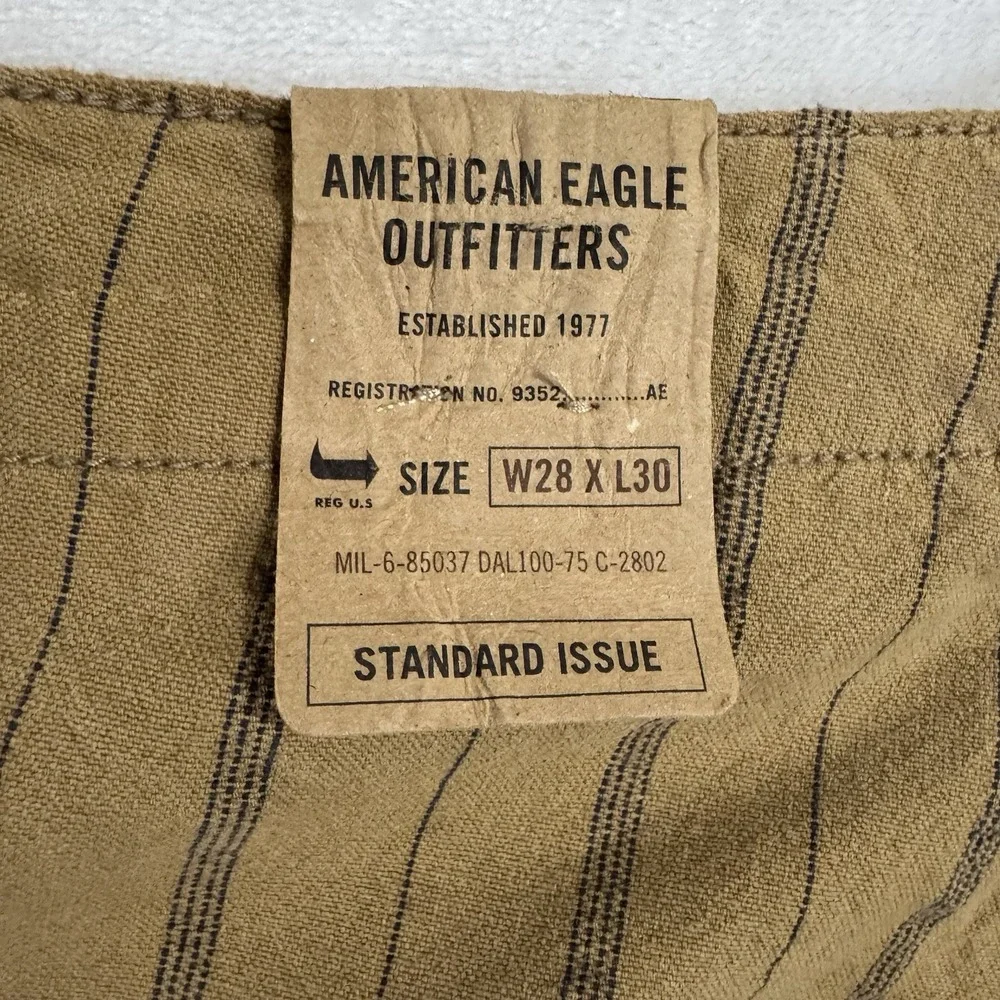 AMERICAN EAGLE
OUTFITTERS
ESTABLISHED 1977
NO. 9352............AE
SIZE W28 X L30
REG U.S
MIL-6-85037 DAL100-75 C-2802
STANDARD ISSUE